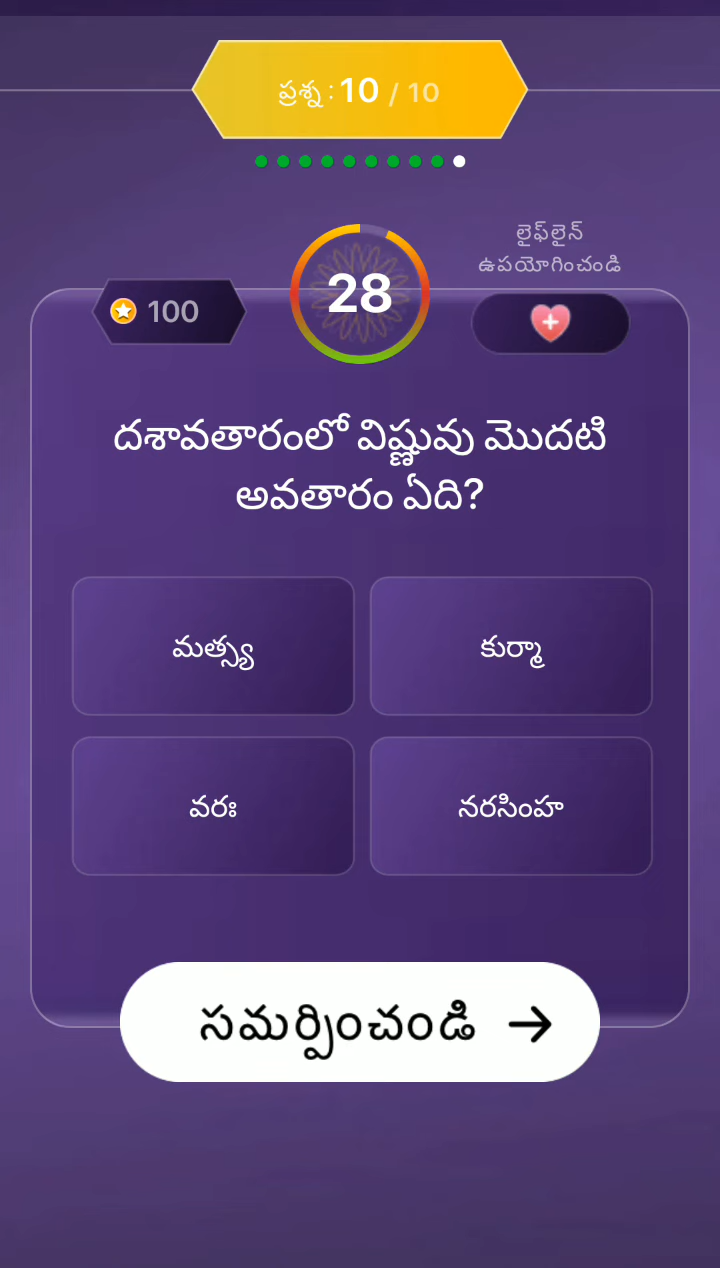 ప్రశ్న : 10 / 10
లైఫ్‌లైన్
ఉపయోగించండి
100
28
దశావతారంలో విష్ణువు మొదటి
అవతారం ఏది?
మత్స్య
కుర్మా
వరః
నరసింహ
సమర్పించండి →